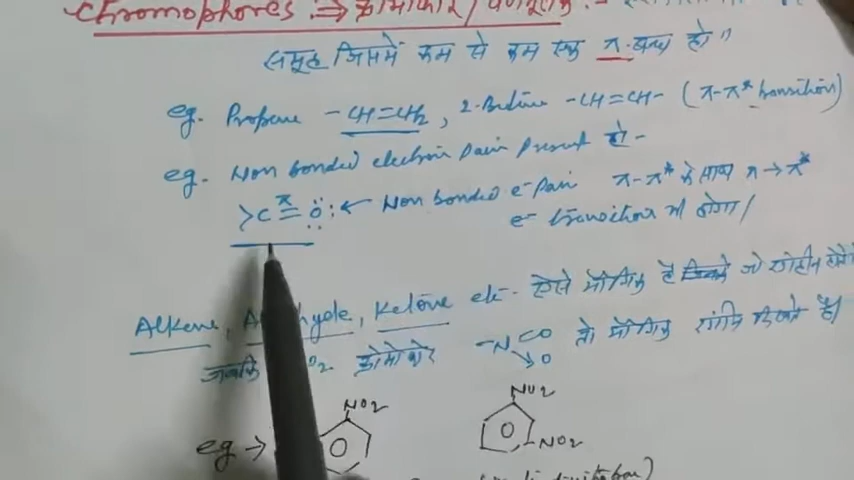 Chromophores :⇒ क्रोमोफोर / वर्णमूलक :-
समूह जिसमें कम से कम एक π-बन्ध हो"
eg. Propene -CH=CH2, 2-Butene -CH=CH- (π-π* transition)
eg. Non bonded electron pair present हो -
>C=Ö: ← Non bonded e- pair π-π* के साथ n→π*
π
e- transition भी होगा/
Alkene, Aldehyde, Ketone etc. ऐसे यौगिक है जो रंगहीन होते
जबकि O2 क्रोमोफोर -N O O तो यौगिक रंगीन है।
eg → NO2 NO2
NO2